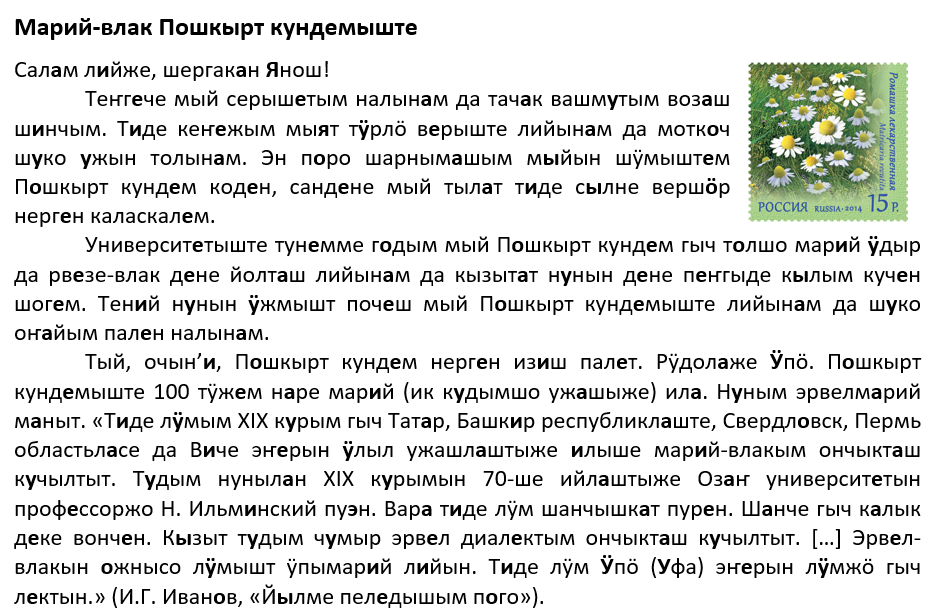 Марий-влак Пошкырт кундемыште
Салам лийже, шергакан Янош!
Теҥгече мый серышетым налынам да тачак вашмутым возаш
шинчым. Тиде кеҥежым мыят тӱрлӧ верыште лийынам да моткоч
шуко ужын толынам. Эн поро шарнымашым мыйын шӱмыштем
Пошкырт кундем коден, сандене мый тылат тиде сылне вершӧр
нерген каласкалем.
Ромашка лекарственная
Matricaria recutita
РОССИЯ RUSSIA·2014 15 Р.
Университетыште тунемме годым мый Пошкырт кундем гыч толшо марий ӱдыр
да рвезе-влак дене йолташ лийынам да кызытат нунын дене пеҥгыде кылым кучен
шогем. Тений нунын ӱжмышт почеш мый Пошкырт кундемыште лийынам да шуко
оҥайым пален налынам.
Тый, очын’и, Пошкырт кундем нерген изиш палет. Рӱдолаже Ӱпӧ. Пошкырт
кундемыште 100 тӱжем наре марий (ик кудымшо ужашыже) ила. Нуным эрвелмарий
маныт. «Тиде лӱмым XIX курым гыч Татар, Башкир республиклаште, Свердловск, Пермь
областьласе да Виче эҥерын ӱлыл ужашлаштыже илыше марий-влакым ончыкташ
кучылтыт. Тудым нунылан XIX курымын 70-ше ийлаштыже Озаҥ университетын
профессоржо Н. Ильминский пуэн. Вара тиде лӱм шанчышкат пурен. Шанче гыч калык
деке вончен. Кызыт тудым чумыр эрвел диалектым ончыкташ кучылтыт. […] Эрвел-
влакын ожнысо лӱмышт ӱпымарий лийын. Тиде лӱм Ӱпӧ (Уфа) эҥерын лӱмжӧ гыч
лектын.» (И.Г. Иванов, «Йылме пеледышым пого»).